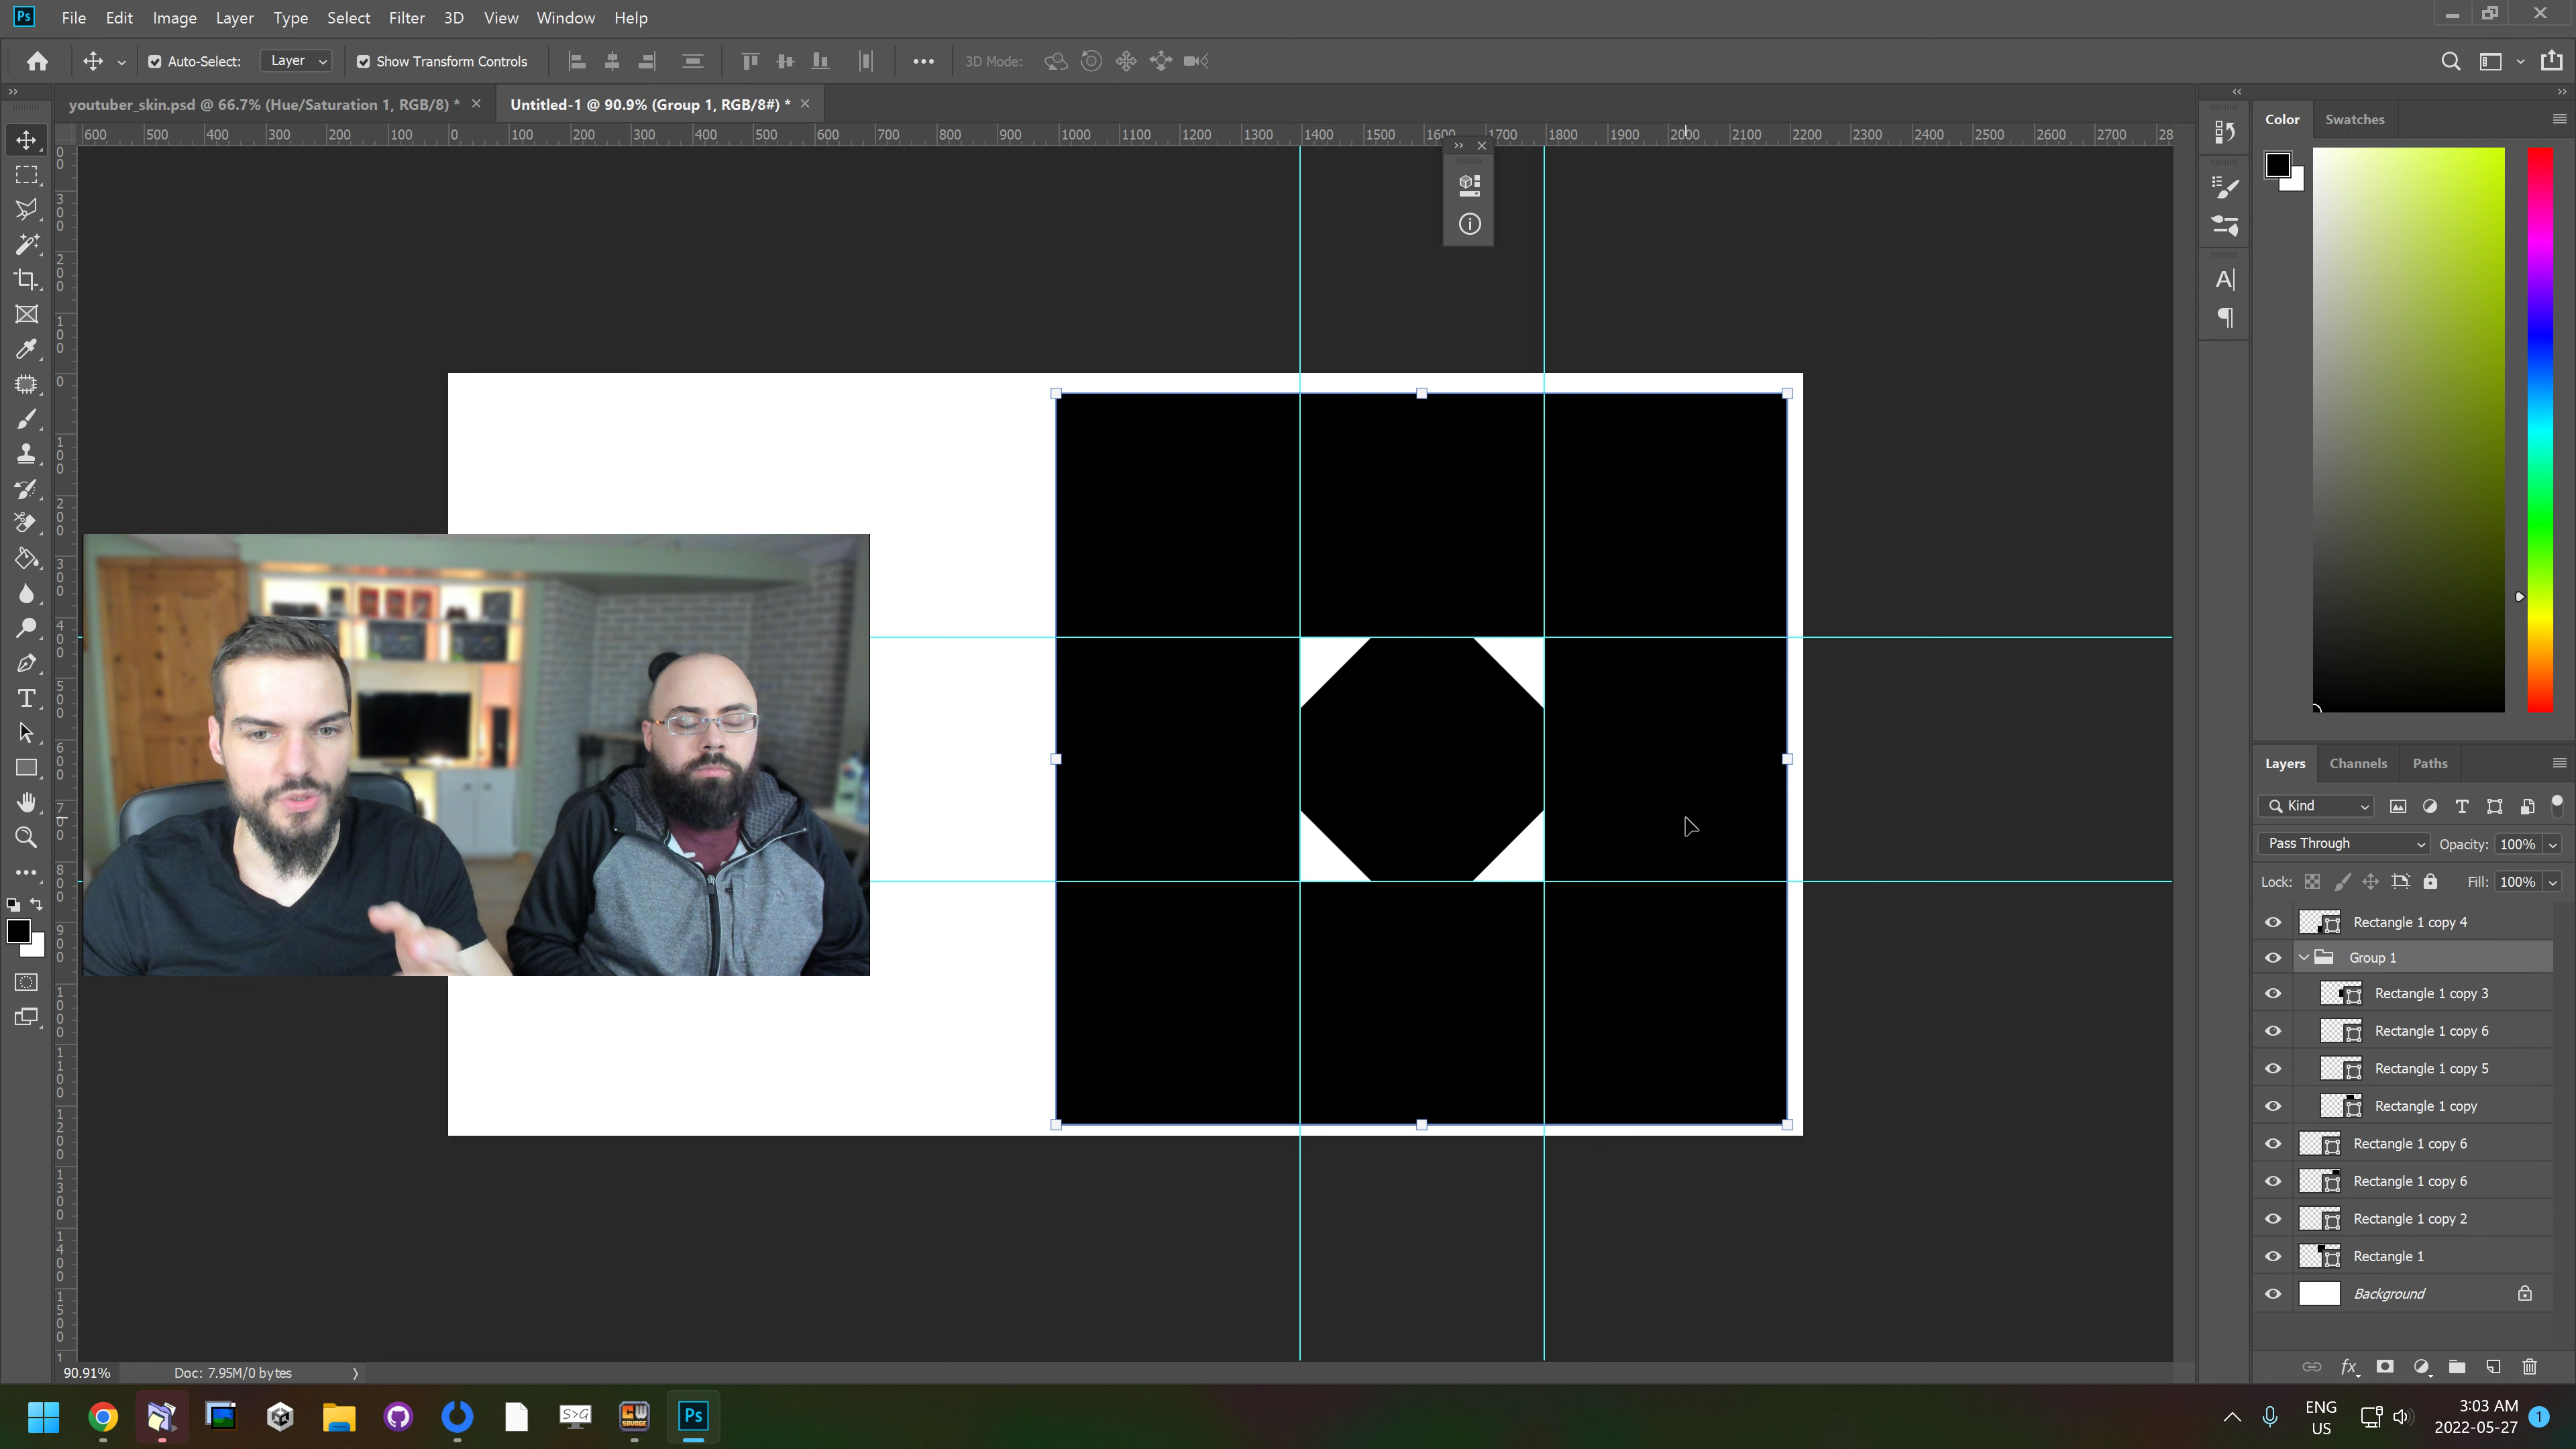 Ps File Edit Image Layer Type Select Filter 3D View Window Help
Auto-Select: Layer Show Transform Controls 3D Mode:
youtuber_skin.psd @ 66.7% (Hue/Saturation 1, RGB/8) * × Untitled-1 @ 90.9% (Group 1, RGB/8#) * ×
600 500 400 300 200 100 0 100 200 300 400 500 600 700 800 900 1000 1100 1200 1300 1400 1500 1600 1700 1800 1900 2000 2100 2200 2300 2400 2500 2600 2700 28
Color Swatches
Layers Channels Paths
Kind
Pass Through Opacity: 100%
Lock: Fill: 100%
Rectangle 1 copy 4
Group 1
Rectangle 1 copy 3
Rectangle 1 copy 6
Rectangle 1 copy 5
Rectangle 1 copy
Rectangle 1 copy 6
Rectangle 1 copy 6
Rectangle 1 copy 2
Rectangle 1
Background
90.91% Doc: 7.95M/0 bytes
S>G
CW
Ps
ENG
US
3:03 AM
2022-05-27
1